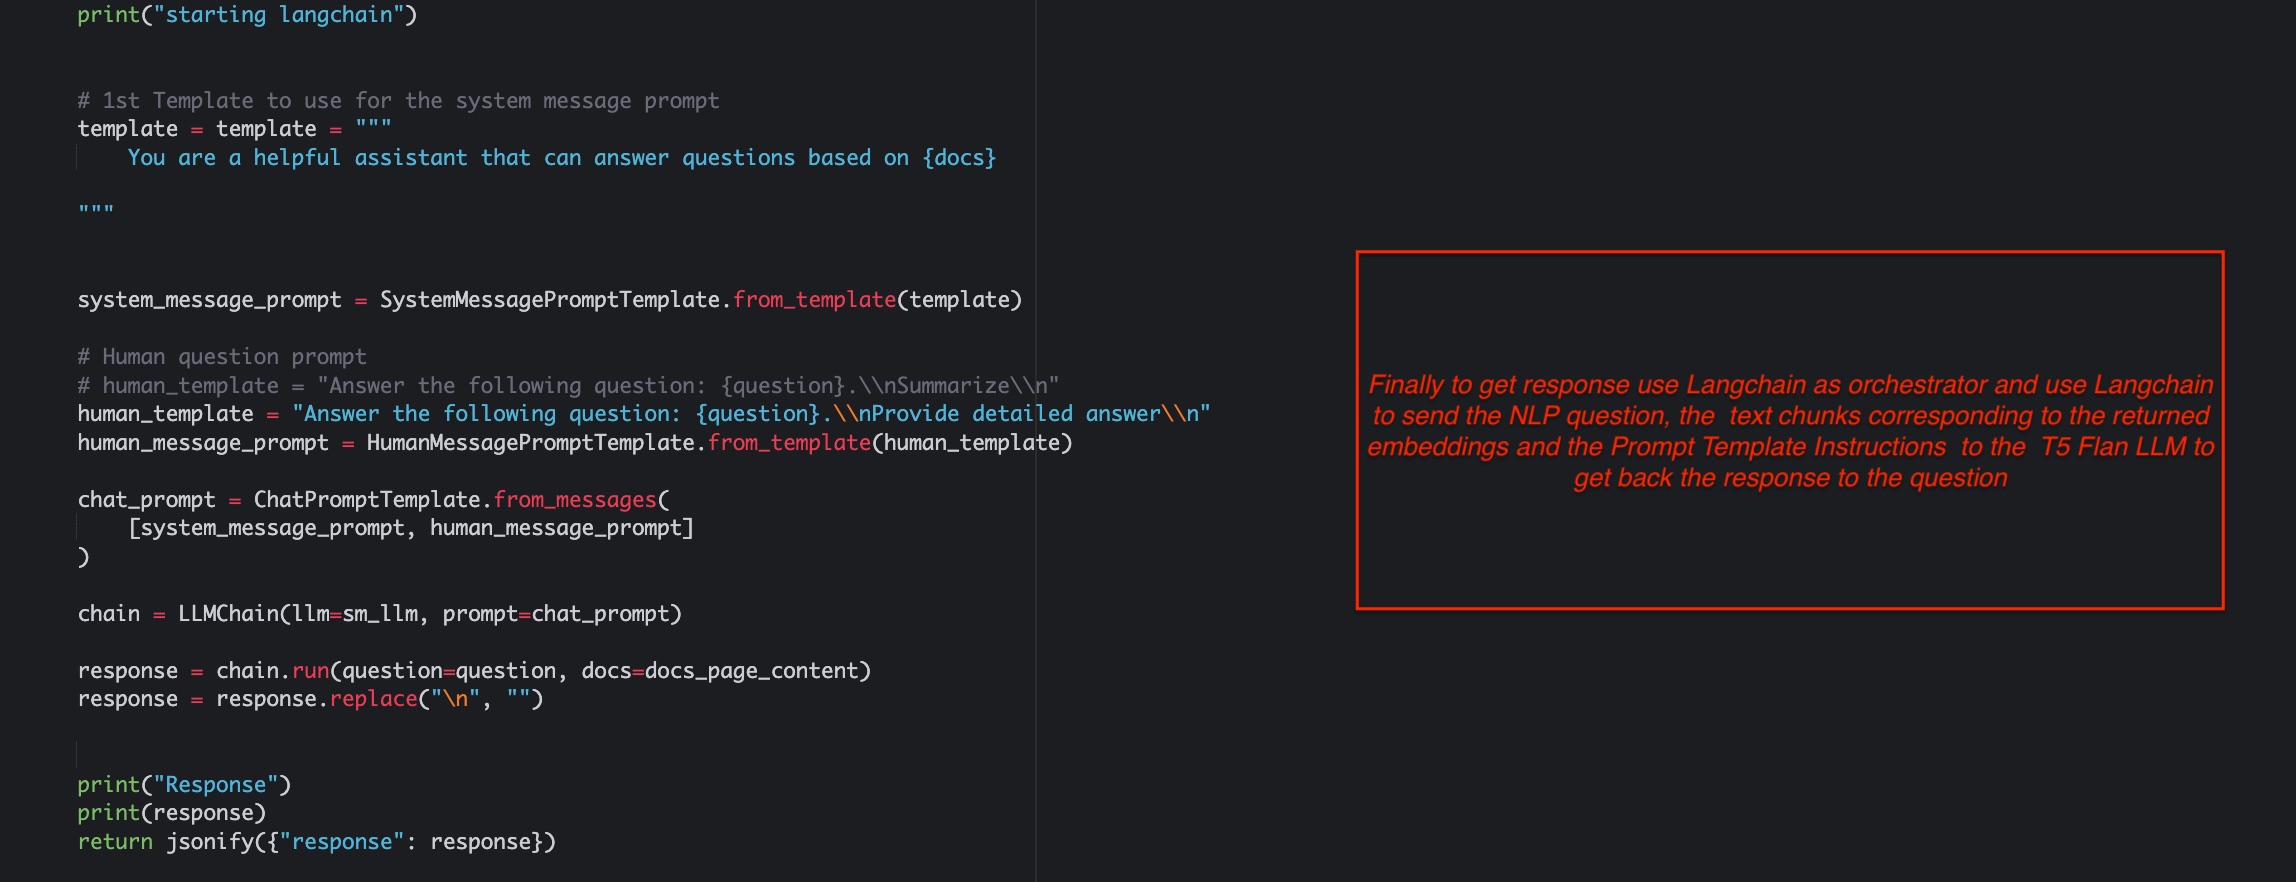 print("starting langchain")
# 1st Template to use for the system message prompt
template = template = """
You are a helpful assistant that can answer questions based on {docs}
"""
system_message_prompt = SystemMessagePromptTemplate.from_template(template)
# Human question prompt
# human_template = "Answer the following question: {question}.\\nSummarize\\n"
human_template = "Answer the following question: {question}.\\nProvide detailed answer\\n"
human_message_prompt = HumanMessagePromptTemplate.from_template(human_template)
chat_prompt = ChatPromptTemplate.from_messages(
[system_message_prompt, human_message_prompt]
)
chain = LLMChain(llm=sm_llm, prompt=chat_prompt)
response = chain.run(question=question, docs=docs_page_content)
response = response.replace("\n", "")
print("Response")
print(response)
return jsonify({"response": response})
Finally to get response use Langchain as orchestrator and use Langchain
to send the NLP question, the  text chunks corresponding to the returned
embeddings and the Prompt Template Instructions  to the  T5 Flan LLM to
get back the response to the question